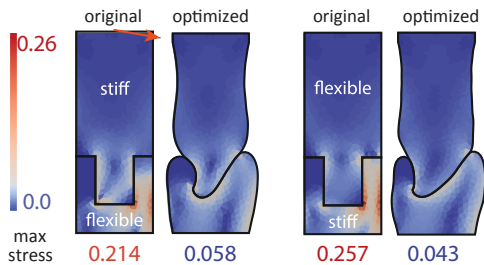 original optimized original optimized
0.26
stiff flexible
0.0
flexible stiff
max stress 0.214 0.058 0.257 0.043